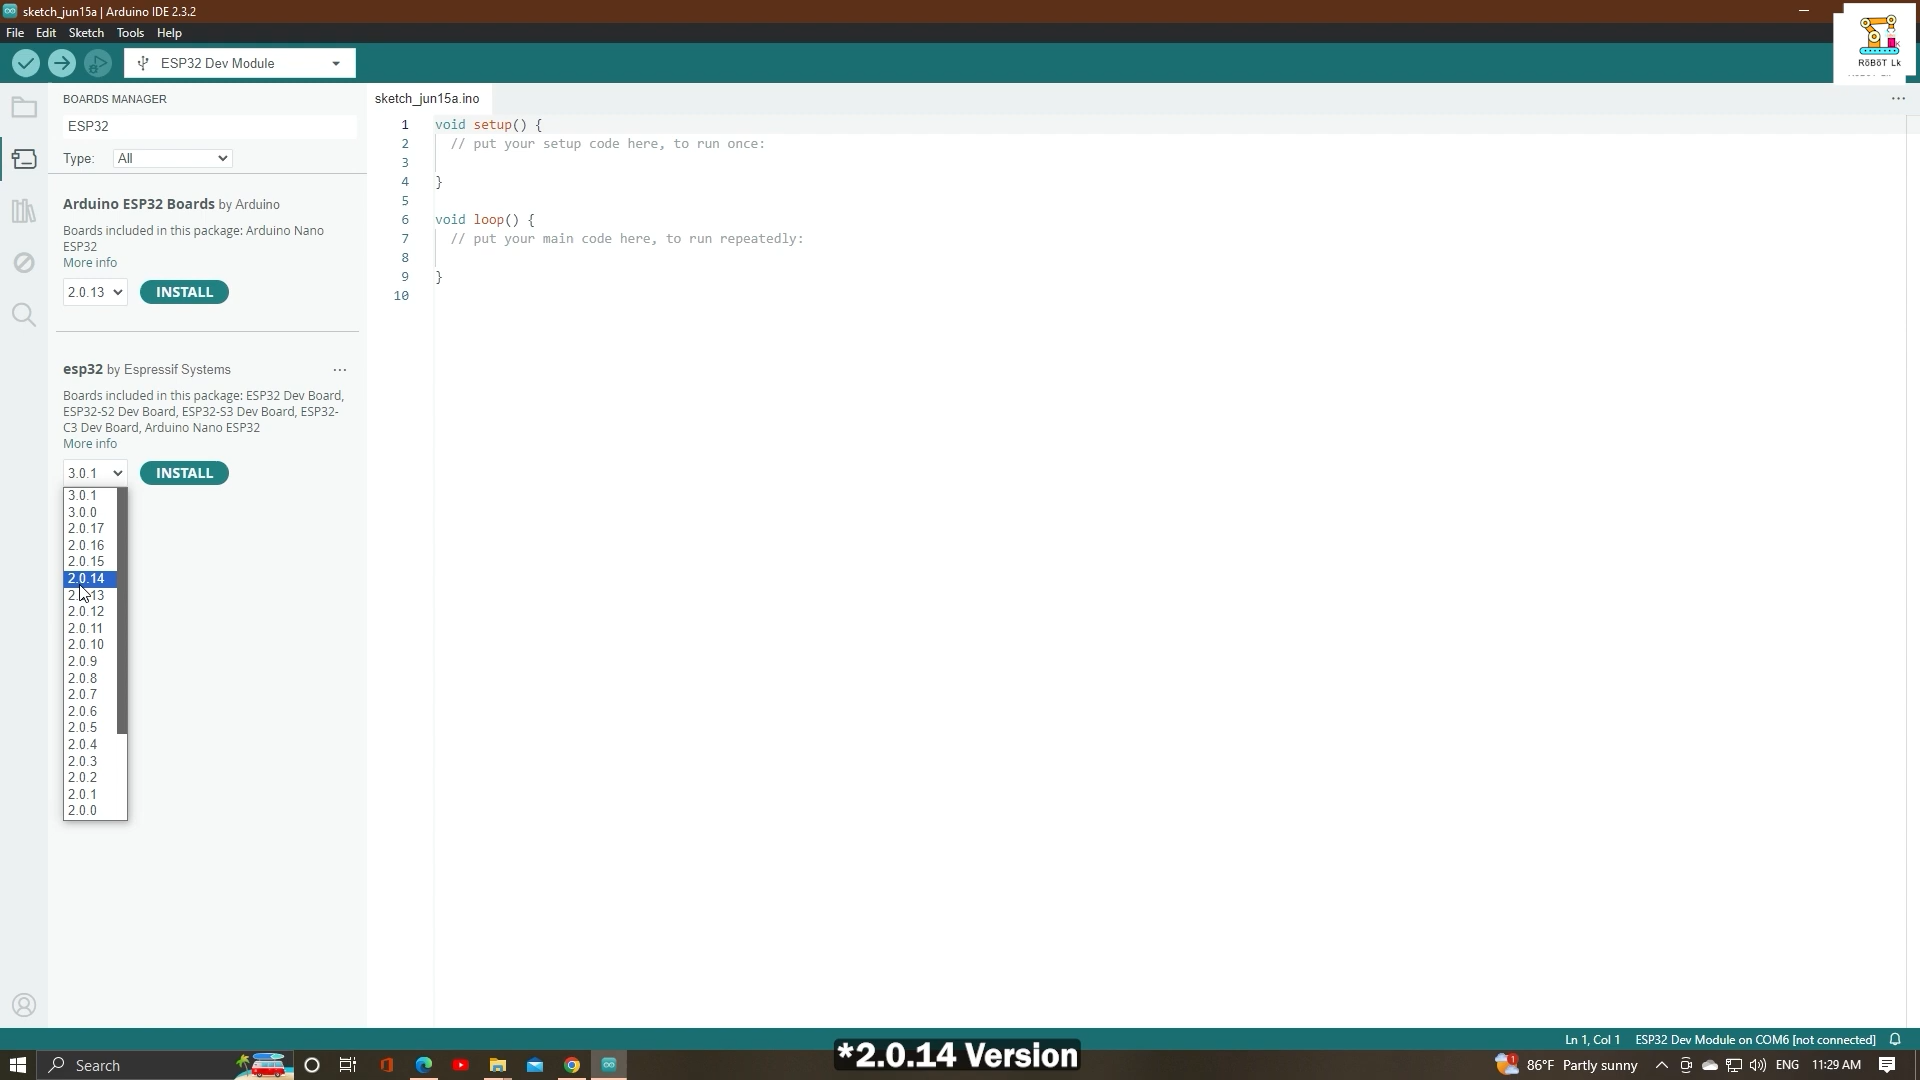 sketch_jun15a | Arduino IDE 2.3.2
File Edit Sketch Tools Help
ESP32 Dev Module
RöBöT Lk
BOARDS MANAGER
ESP32
Type: All
Arduino ESP32 Boards by Arduino
Boards included in this package: Arduino Nano
ESP32
More info
2.0.13 INSTALL
esp32 by Espressif Systems
Boards included in this package: ESP32 Dev Board,
ESP32-S2 Dev Board, ESP32-S3 Dev Board, ESP32-
C3 Dev Board, Arduino Nano ESP32
More info
3.0.1 INSTALL
3.0.1
3.0.0
2.0.17
2.0.16
2.0.15
2.0.14
2.0.13
2.0.12
2.0.11
2.0.10
2.0.9
2.0.8
2.0.7
2.0.6
2.0.5
2.0.4
2.0.3
2.0.2
2.0.1
2.0.0
sketch_jun15a.ino
1 void setup() {
2 // put your setup code here, to run once:
3
4 }
5
6 void loop() {
7 // put your main code here, to run repeatedly:
8
9 }
10
Ln 1, Col 1 ESP32 Dev Module on COM6 [not connected]
*2.0.14 Version
Search
1 86°F Partly sunny ENG 11:29 AM